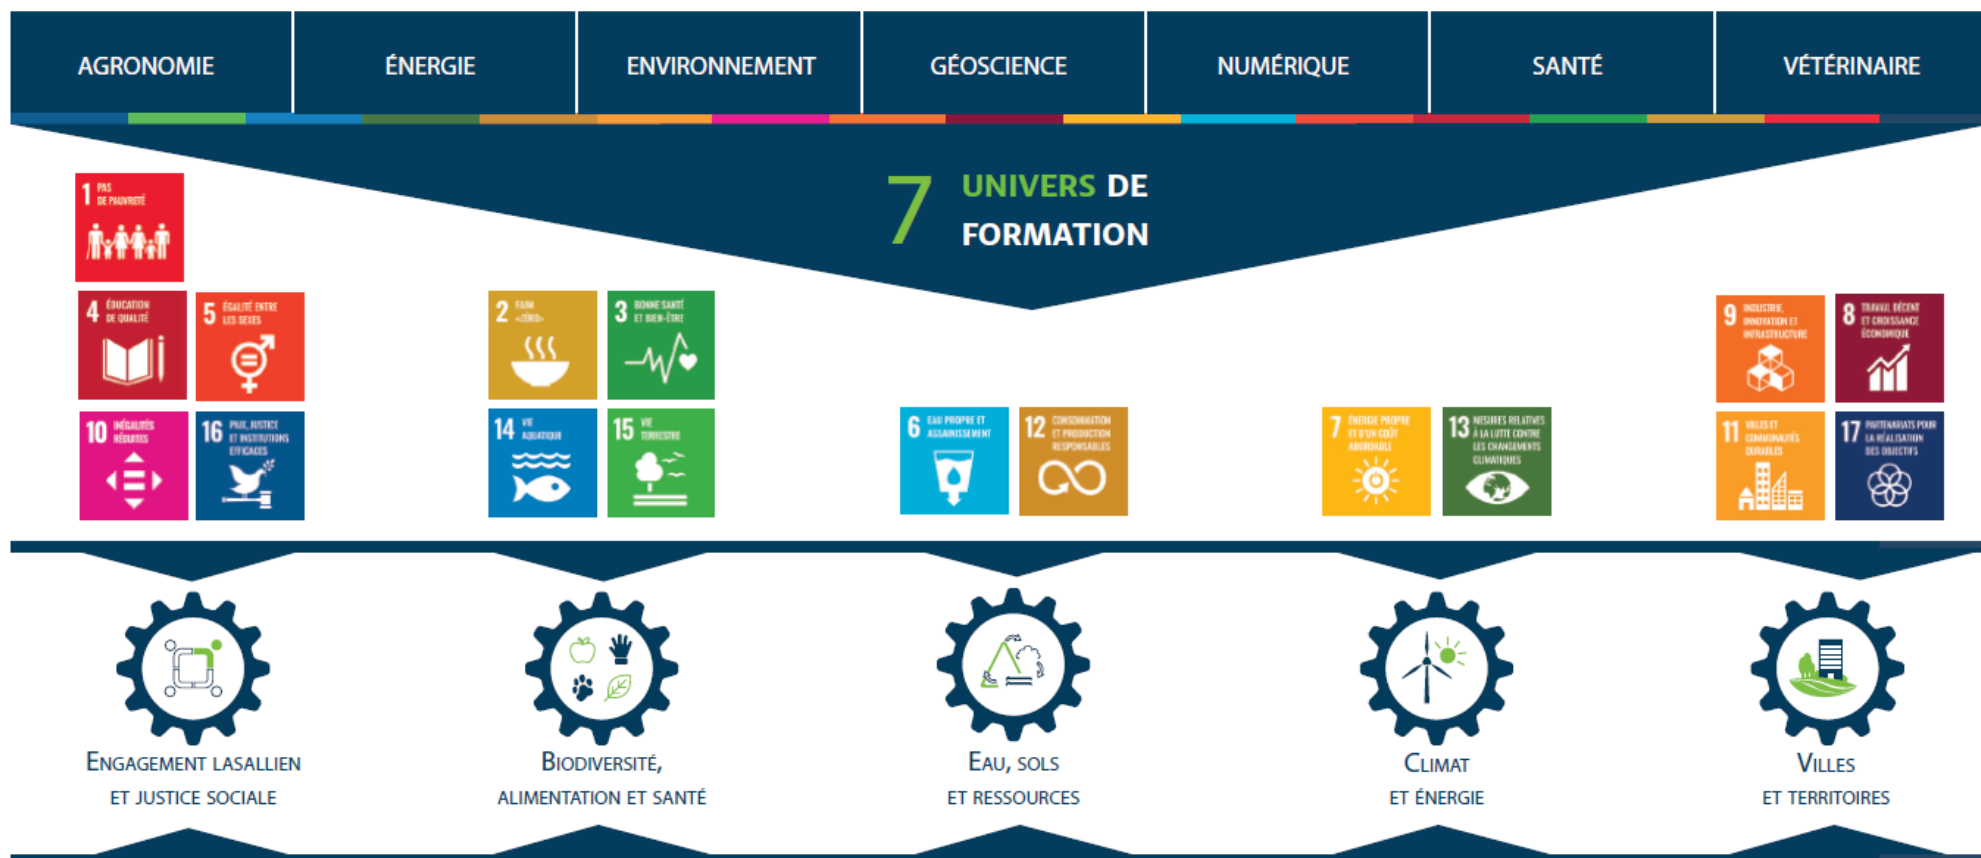 AGRONOMIE
ÉNERGIE
ENVIRONNEMENT
GÉOSCIENCE
NUMÉRIQUE
SANTÉ
VÉTÉRINAIRE
7
UNIVERS DE
FORMATION
1 PAS
DE PAUVRETÉ
4 ÉDUCATION
DE QUALITÉ
5 ÉGALITÉ ENTRE
LES SEXES
10 INÉGALITÉS
RÉDUITES
16 PAIX, JUSTICE
ET INSTITUTIONS
EFFICACES
2 FAIM
«ZÉRO»
3 BONNE SANTÉ
ET BIEN-ÊTRE
14 VIE
AQUATIQUE
15 VIE
TERRESTRE
6 EAU PROPRE ET
ASSAINISSEMENT
12 CONSOMMATION
ET PRODUCTION
RESPONSABLES
7 ÉNERGIE PROPRE
ET D'UN COÛT
ABORDABLE
13 MESURES RELATIVES
À LA LUTTE CONTRE
LES CHANGEMENTS
CLIMATIQUES
9 INDUSTRIE,
INNOVATION ET
INFRASTRUCTURE
8 TRAVAIL DÉCENT
ET CROISSANCE
ÉCONOMIQUE
11 VILLES ET
COMMUNAUTÉS
DURABLES
17 PARTENARIATS POUR
LA RÉALISATION
DES OBJECTIFS
ENGAGEMENT LASALLIEN
ET JUSTICE SOCIALE
BIODIVERSITÉ,
ALIMENTATION ET SANTÉ
EAU, SOLS
ET RESSOURCES
CLIMAT
ET ÉNERGIE
VILLES
ET TERRITOIRES